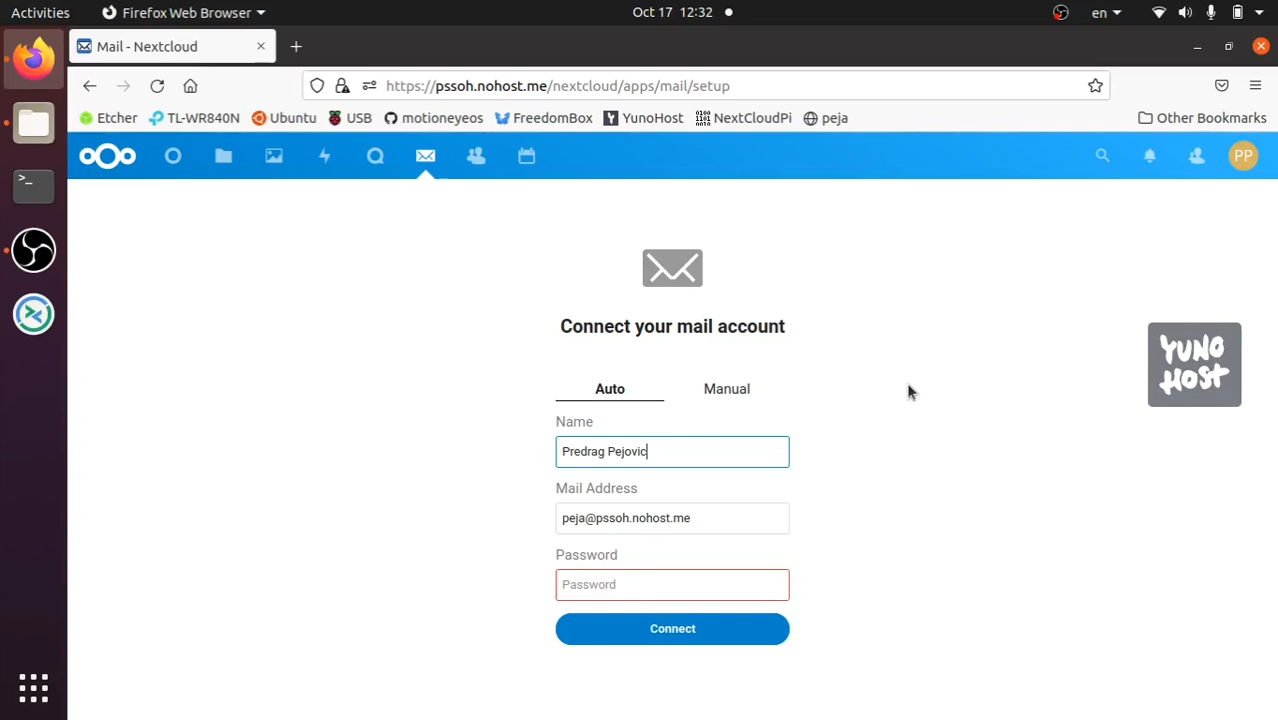 Activities
Firefox Web Browser
Oct 17 12:32
en
Mail - Nextcloud
https://pssoh.nohost.me/nextcloud/apps/mail/setup
Etcher
TL-WR840N
Ubuntu
USB
motioneyeos
FreedomBox
YunoHost
NextCloudPi
peja
Other Bookmarks
PP
Connect your mail account
YUNO
HOST
Auto
Manual
Name
Predrag Pejovic
Mail Address
peja@pssoh.nohost.me
Password
Password
Connect